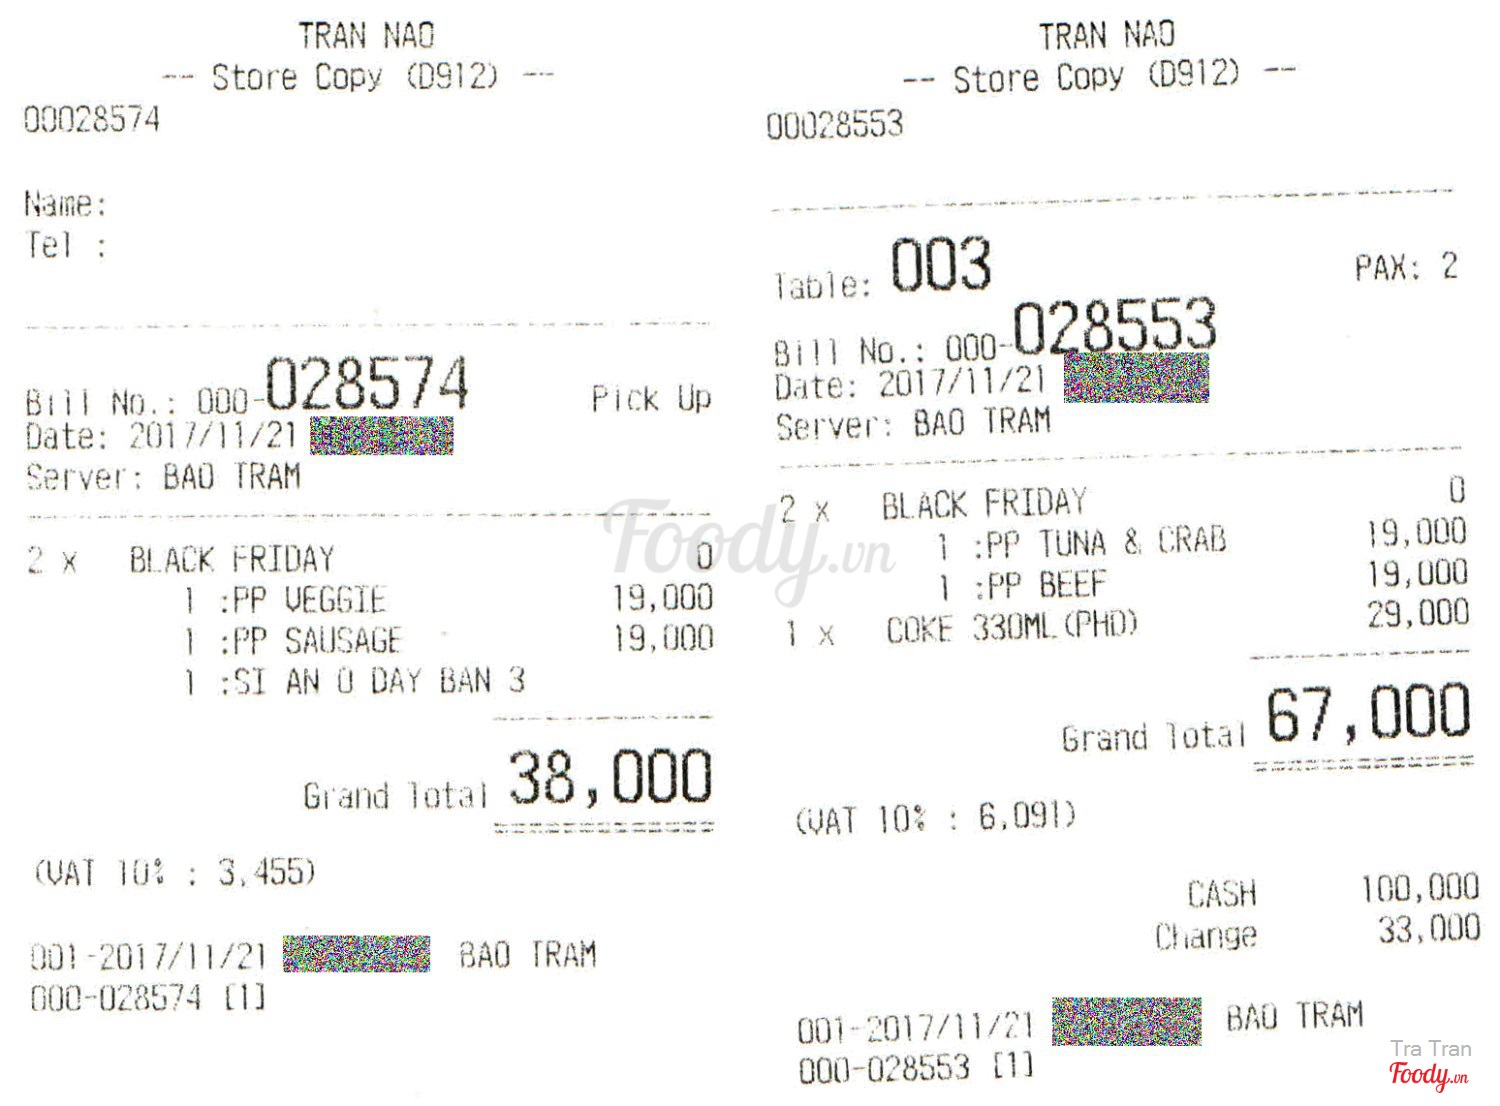 TRAN NAO
-- Store Copy (D912) --
00028574
Name:
Tel :
Bill No.: 000-028574 Pick Up
Date: 2017/11/21
Server: BAO TRAM
2 x BLACK FRIDAY 0
1 :PP VEGGIE 19,000
1 :PP SAUSAGE 19,000
1 :SI AN O DAY BAN 3
Grand Total 38,000
(VAT 10% : 3,455)
001-2017/11/21 BAO TRAM
000-028574 [1]
TRAN NAO
-- Store Copy (D912) --
00028553
Table: 003 PAX: 2
Bill No.: 000-028553
Date: 2017/11/21
Server: BAO TRAM
2 x BLACK FRIDAY 0
1 :PP TUNA & CRAB 19,000
1 :PP BEEF 19,000
1 x COKE 330ML(PHD) 29,000
Grand Total 67,000
(VAT 10% : 6,091)
CASH 100,000
Change 33,000
001-2017/11/21 BAO TRAM
000-028553 [1]
Foody.vn
Tra Tran
Foody.vn